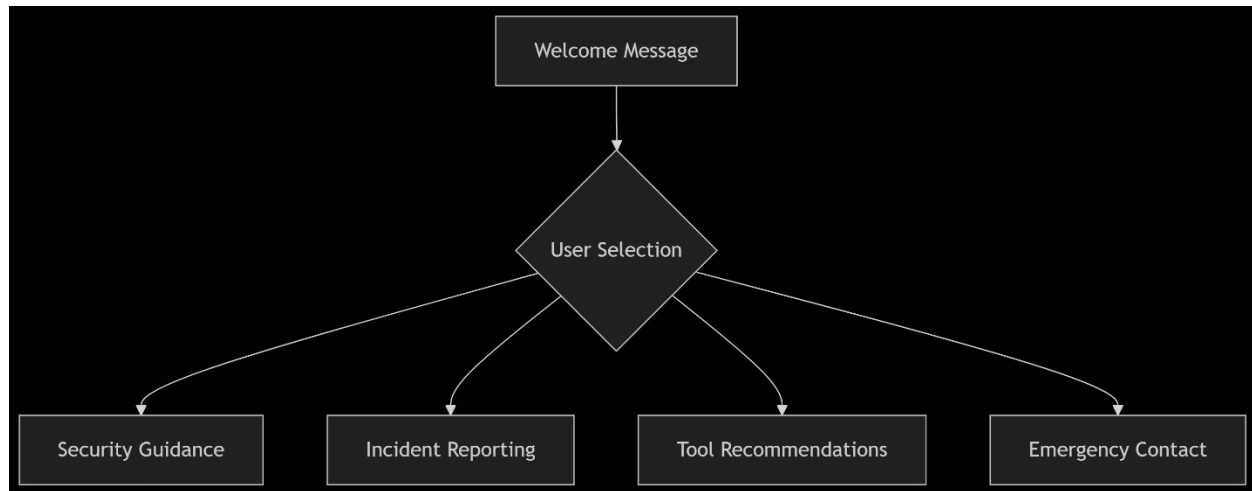 Welcome Message
User Selection
Security Guidance
Incident Reporting
Tool Recommendations
Emergency Contact